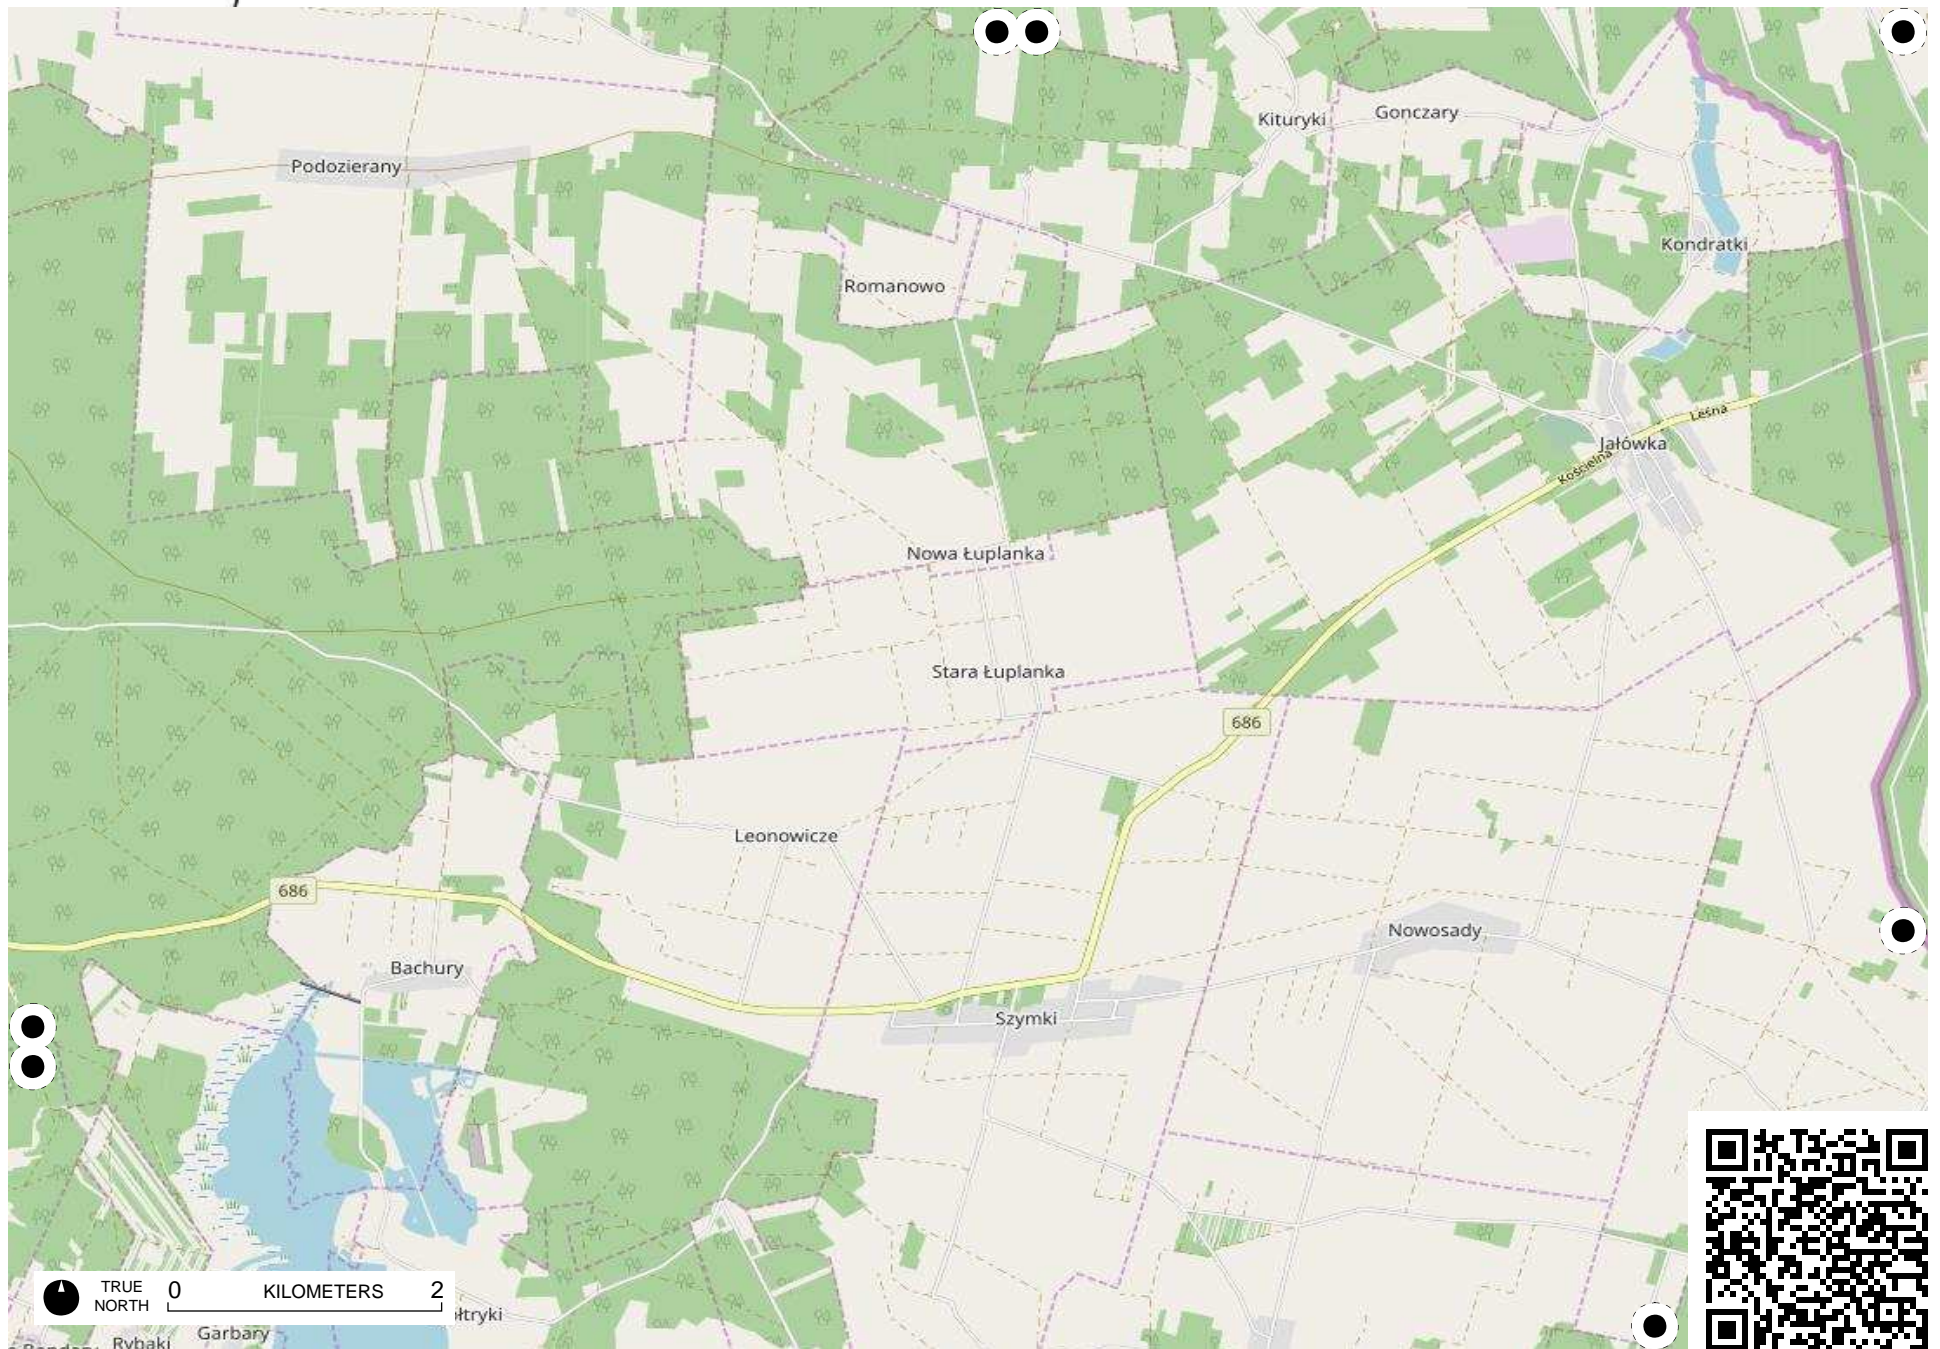 Kituryki
Gonczary
Podozierany
Kondratki
Romanowo
Leśna
Jałówka
Kościelna
Nowa Łuplanka
Stara Łuplanka
686
Leonowicze
686
Nowosady
Bachury
Szymki
TRUE
NORTH
0 KILOMETERS 2
ołtryki
Garbary
Rybaki